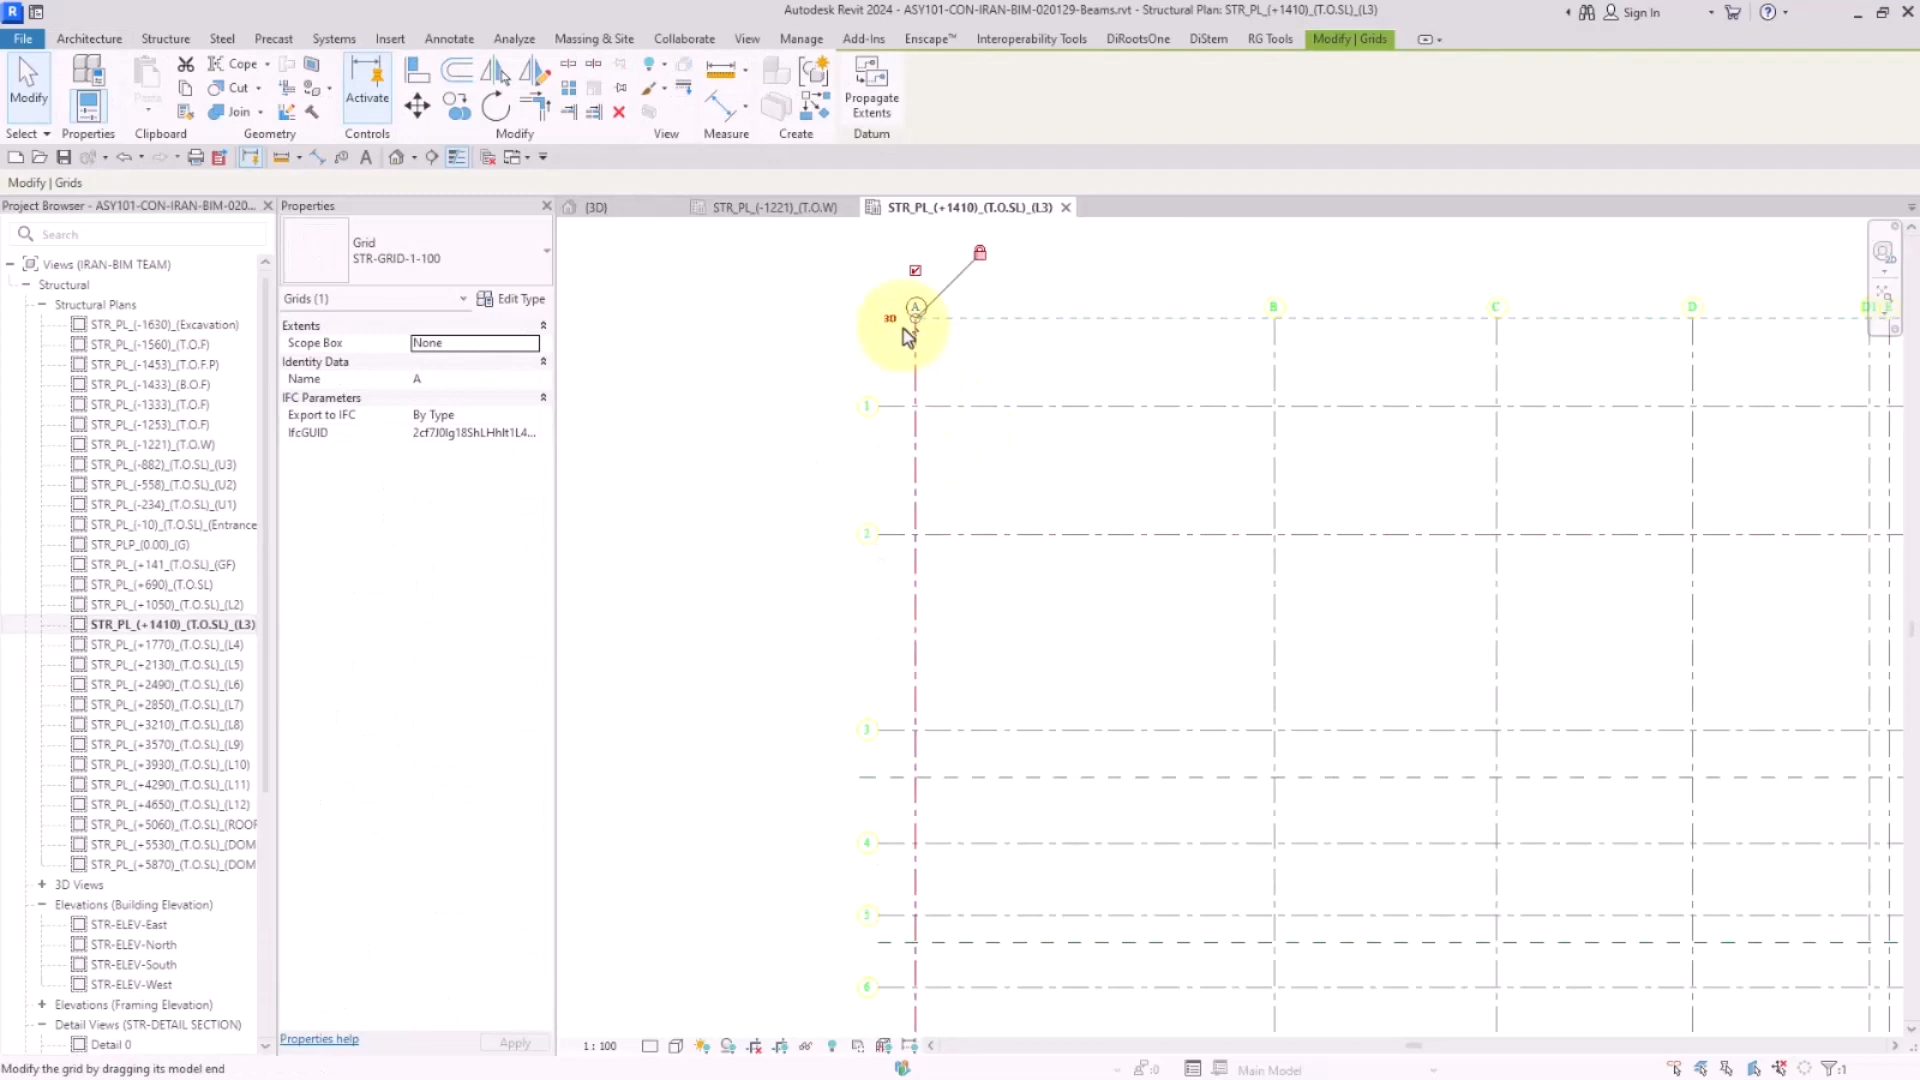 Autodesk Revit 2024 - ASY101-CON-IRAN-BIM-020129-Beams.rvt - Structural Plan: STR_PL_(+1410)_(T.O.SL)_(L3)
Sign In
File Architecture Structure Steel Precast Systems Insert Annotate Analyze Massing & Site Collaborate View Manage Add-Ins Enscape™ Interoperability Tools DiRootsOne DiStem RG Tools Modify | Grids
Modify
Paste
Cope
Cut
Join
Activate
Propagate
Extents
Select Properties Clipboard Geometry Controls Modify View Measure Create Datum
Modify | Grids
Project Browser - ASY101-CON-IRAN-BIM-020...
Search
Views (IRAN-BIM TEAM)
Structural
Structural Plans
STR_PL_(-1630)_(Excavation)
STR_PL_(-1560)_(T.O.F)
STR_PL_(-1453)_(T.O.F.P)
STR_PL_(-1433)_(B.O.F)
STR_PL_(-1333)_(T.O.F)
STR_PL_(-1253)_(T.O.F)
STR_PL_(-1221)_(T.O.W)
STR_PL_(-882)_(T.O.SL)_(U3)
STR_PL_(-558)_(T.O.SL)_(U2)
STR_PL_(-234)_(T.O.SL)_(U1)
STR_PL_(-10)_(T.O.SL)_(Entrance
STR_PLP_(0.00)_(G)
STR_PL_(+141_(T.O.SL)_(GF)
STR_PL_(+690)_(T.O.SL)
STR_PL_(+1050)_(T.O.SL)_(L2)
STR_PL_(+1410)_(T.O.SL)_(L3)
STR_PL_(+1770)_(T.O.SL)_(L4)
STR_PL_(+2130)_(T.O.SL)_(L5)
STR_PL_(+2490)_(T.O.SL)_(L6)
STR_PL_(+2850)_(T.O.SL)_(L7)
STR_PL_(+3210)_(T.O.SL)_(L8)
STR_PL_(+3570)_(T.O.SL)_(L9)
STR_PL_(+3930)_(T.O.SL)_(L10)
STR_PL_(+4290)_(T.O.SL)_(L11)
STR_PL_(+4650)_(T.O.SL)_(L12)
STR_PL_(+5060)_(T.O.SL)_(ROOF
STR_PL_(+5530)_(T.O.SL)_(DOM
STR_PL_(+5870)_(T.O.SL)_(DOM
3D Views
Elevations (Building Elevation)
STR-ELEV-East
STR-ELEV-North
STR-ELEV-South
STR-ELEV-West
Elevations (Framing Elevation)
Detail Views (STR-DETAIL SECTION)
Detail 0
Properties
Grid
STR-GRID-1-100
Grids (1)
Edit Type
Extents
Scope Box None
Identity Data
Name A
IFC Parameters
Export to IFC By Type
Properties help
Apply
{3D}
STR_PL_(-1221)_(T.O.W)
STR_PL_(+1410)_(T.O.SL)_(L3)
A
3D
B
C
D
1
2
3
4
5
6
1 : 100
Modify the grid by dragging its model end
:0
Main Model
:1